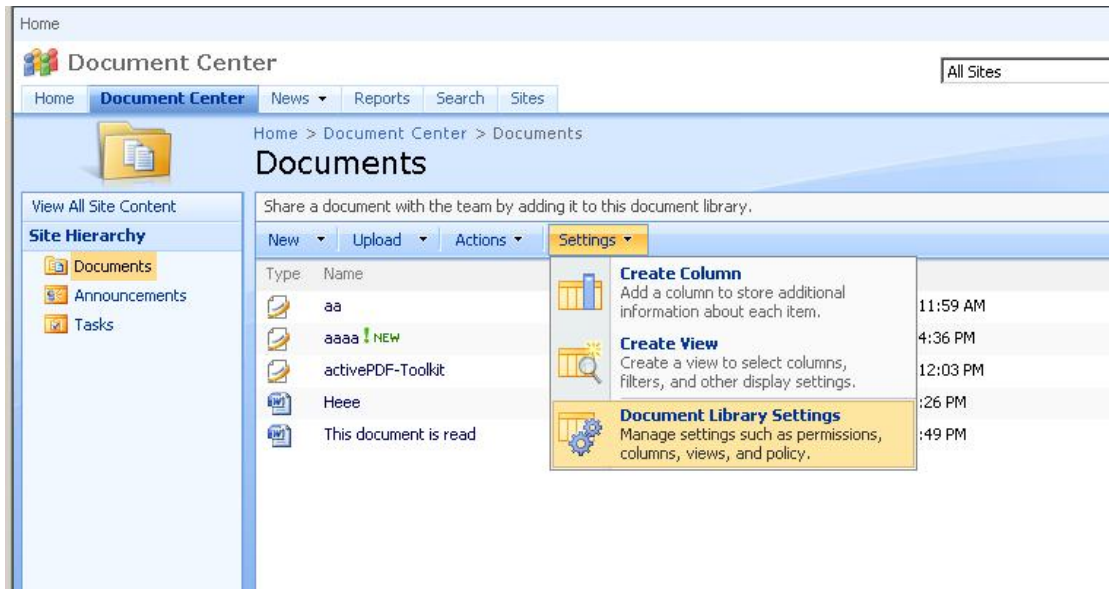 Home
Document Center
All Sites
Home Document Center News Reports Search Sites
Home > Document Center > Documents
Documents
View All Site Content
Share a document with the team by adding it to this document library.
Site Hierarchy
New Upload Actions Settings
Documents
Announcements
Tasks
Type Name
aa
11:59 AM
aaaa ! NEW
4:36 PM
activePDF-Toolkit
12:03 PM
Heee
:26 PM
This document is read
:49 PM
Create Column
Add a column to store additional
information about each item.
Create View
Create a view to select columns,
filters, and other display settings.
Document Library Settings
Manage settings such as permissions,
columns, views, and policy.